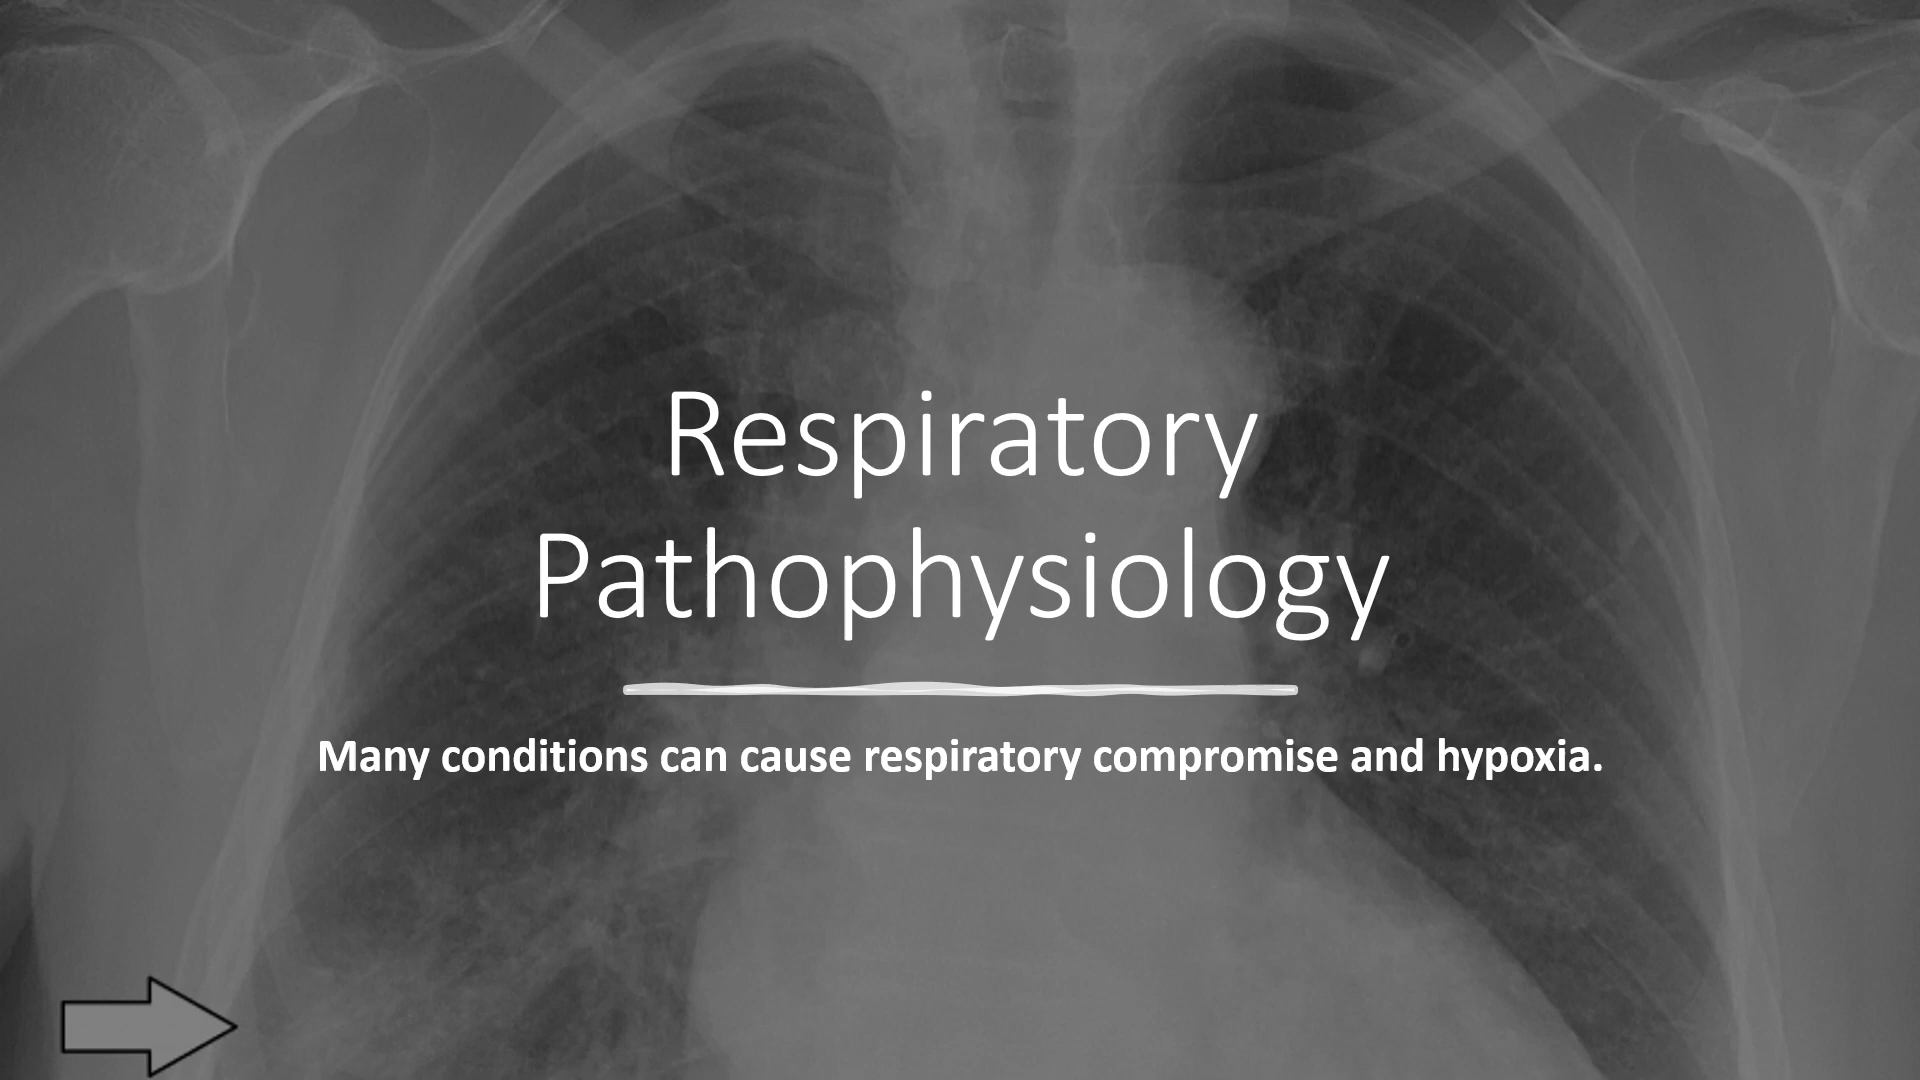 Respiratory
Pathophysiology
Many conditions can cause respiratory compromise and hypoxia.